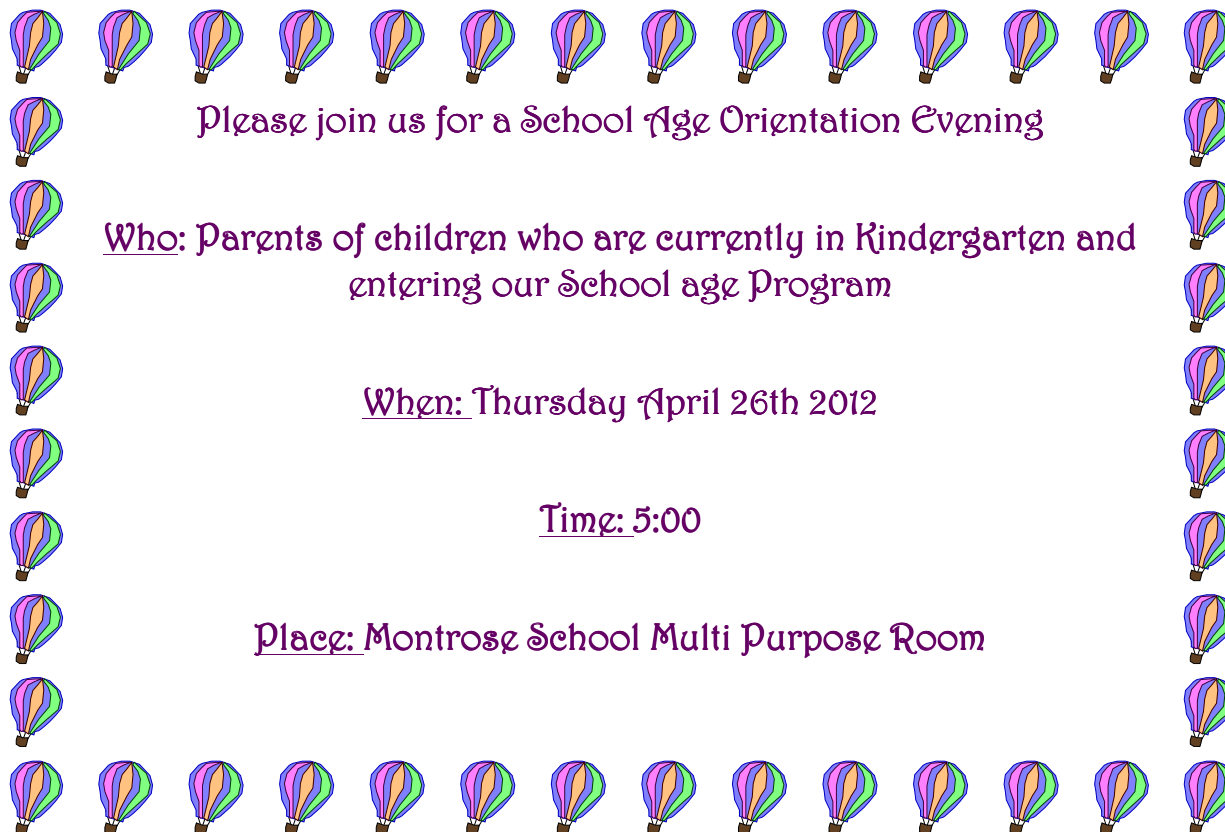 Please join us for a School Age Orientation Evening
Who: Parents of children who are currently in Kindergarten and
entering our School age Program
When: Thursday April 26th 2012
Time: 5:00
Place: Montrose School Multi Purpose Room